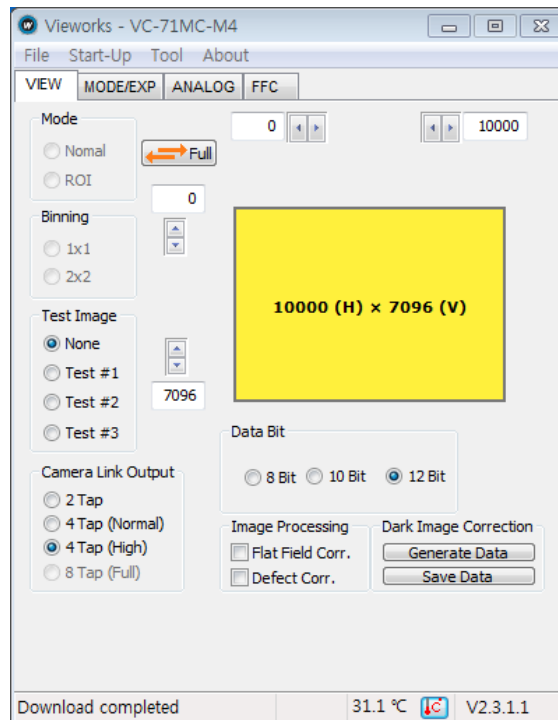 Vieworks - VC-71MC-M4
File Start-Up Tool About
VIEW MODE/EXP ANALOG FFC
Mode
Nomal
ROI
Full
0
10000
0
Binning
1x1
2x2
10000 (H) × 7096 (V)
Test Image
None
Test #1
Test #2
Test #3
7096
Data Bit
8 Bit 10 Bit 12 Bit
Camera Link Output
2 Tap
4 Tap (Normal)
4 Tap (High)
8 Tap (Full)
Image Processing
Flat Field Corr.
Defect Corr.
Dark Image Correction
Generate Data
Save Data
Download completed 31.1 ℃ C V2.3.1.1